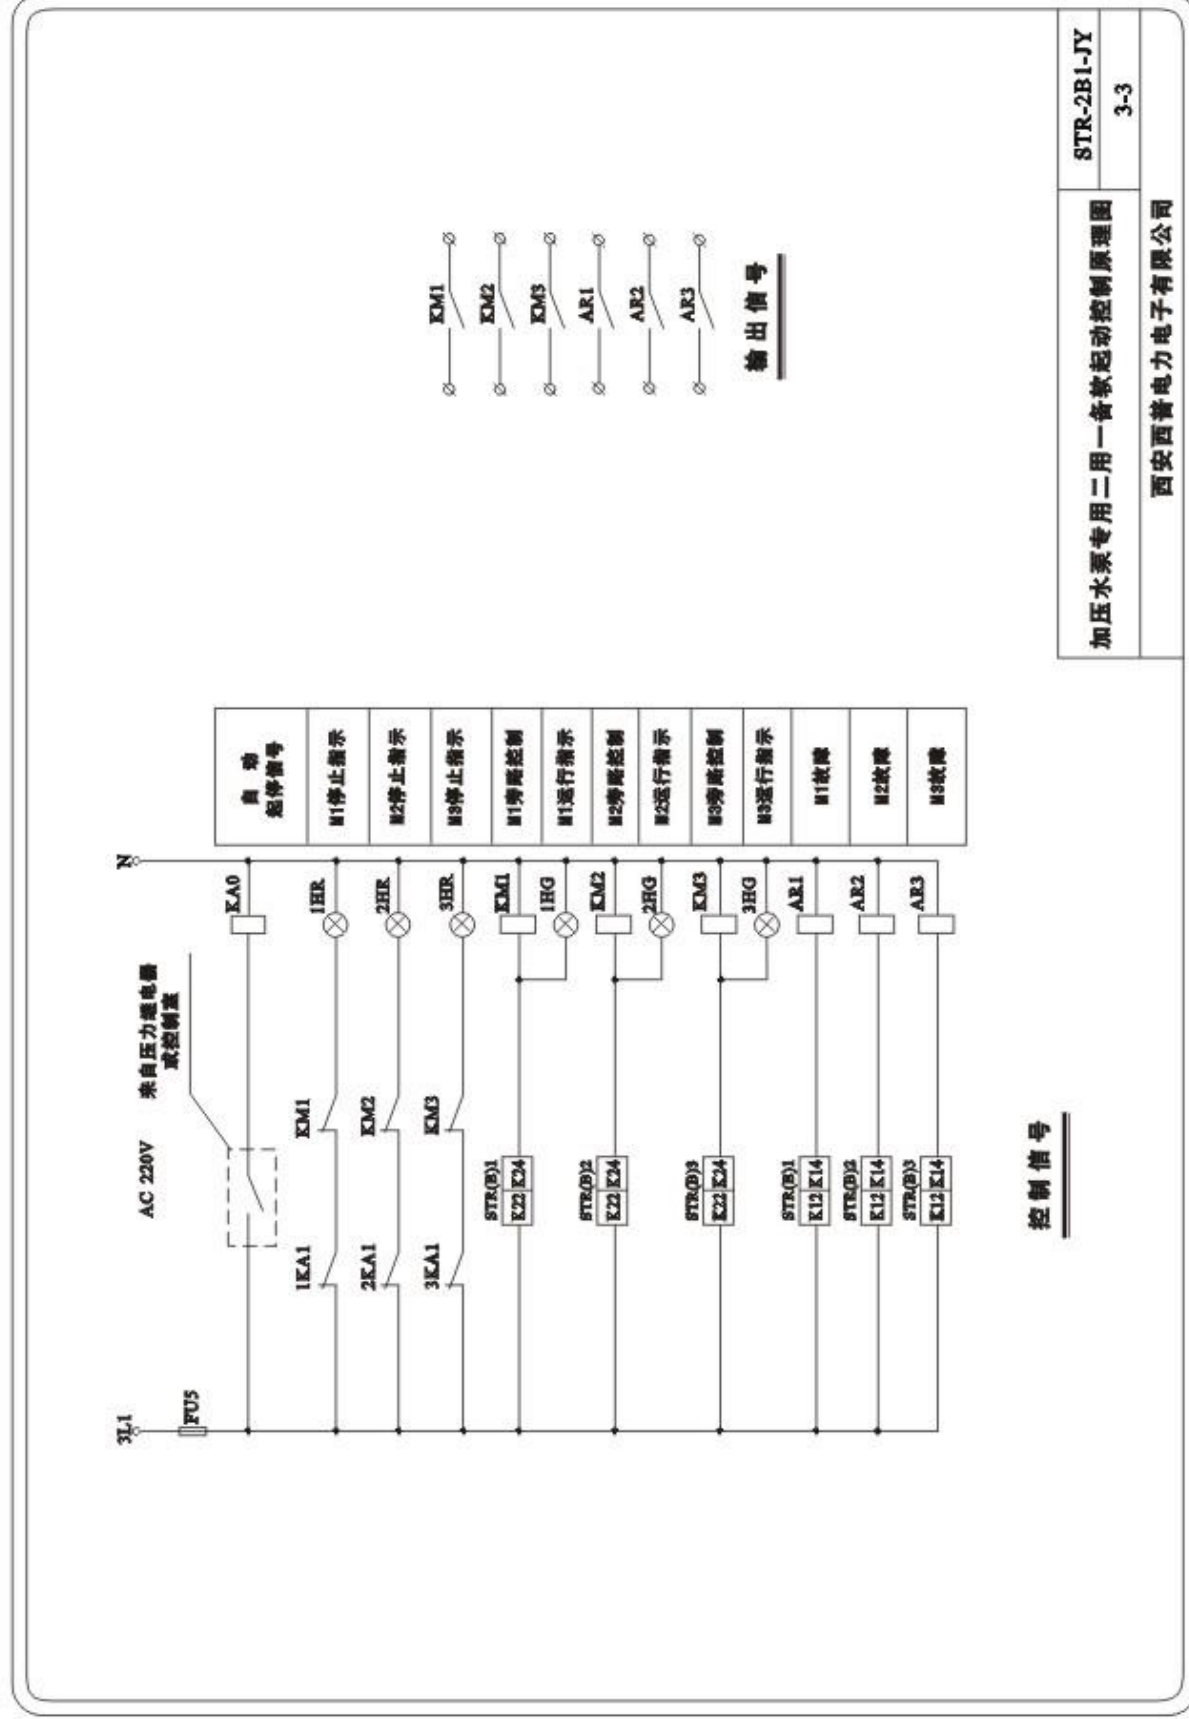 3L1
N
FU5
AC 220V
来自压力继电器
或控制室
KA0
自 动
起停信号
1KA1
KM1
1HR
M1停止指示
2KA1
KM2
2HR
M2停止指示
3KA1
KM3
3HR
M3停止指示
STR(B)1
K22 K24
KM1
M1旁路控制
1HG
M1运行指示
STR(B)2
K22 K24
KM2
M2旁路控制
2HG
M2运行指示
STR(B)3
K22 K24
KM3
M3旁路控制
3HG
M3运行指示
STR(B)1
K12 K14
AR1
M1故障
STR(B)2
K12 K14
AR2
M2故障
STR(B)3
K12 K14
AR3
M3故障
控制信号
KM1
KM2
KM3
AR1
AR2
AR3
输出信号
加压水泵专用二用一备软起动控制原理图
STR-2B1-JY
3-3
西安西普电力电子有限公司